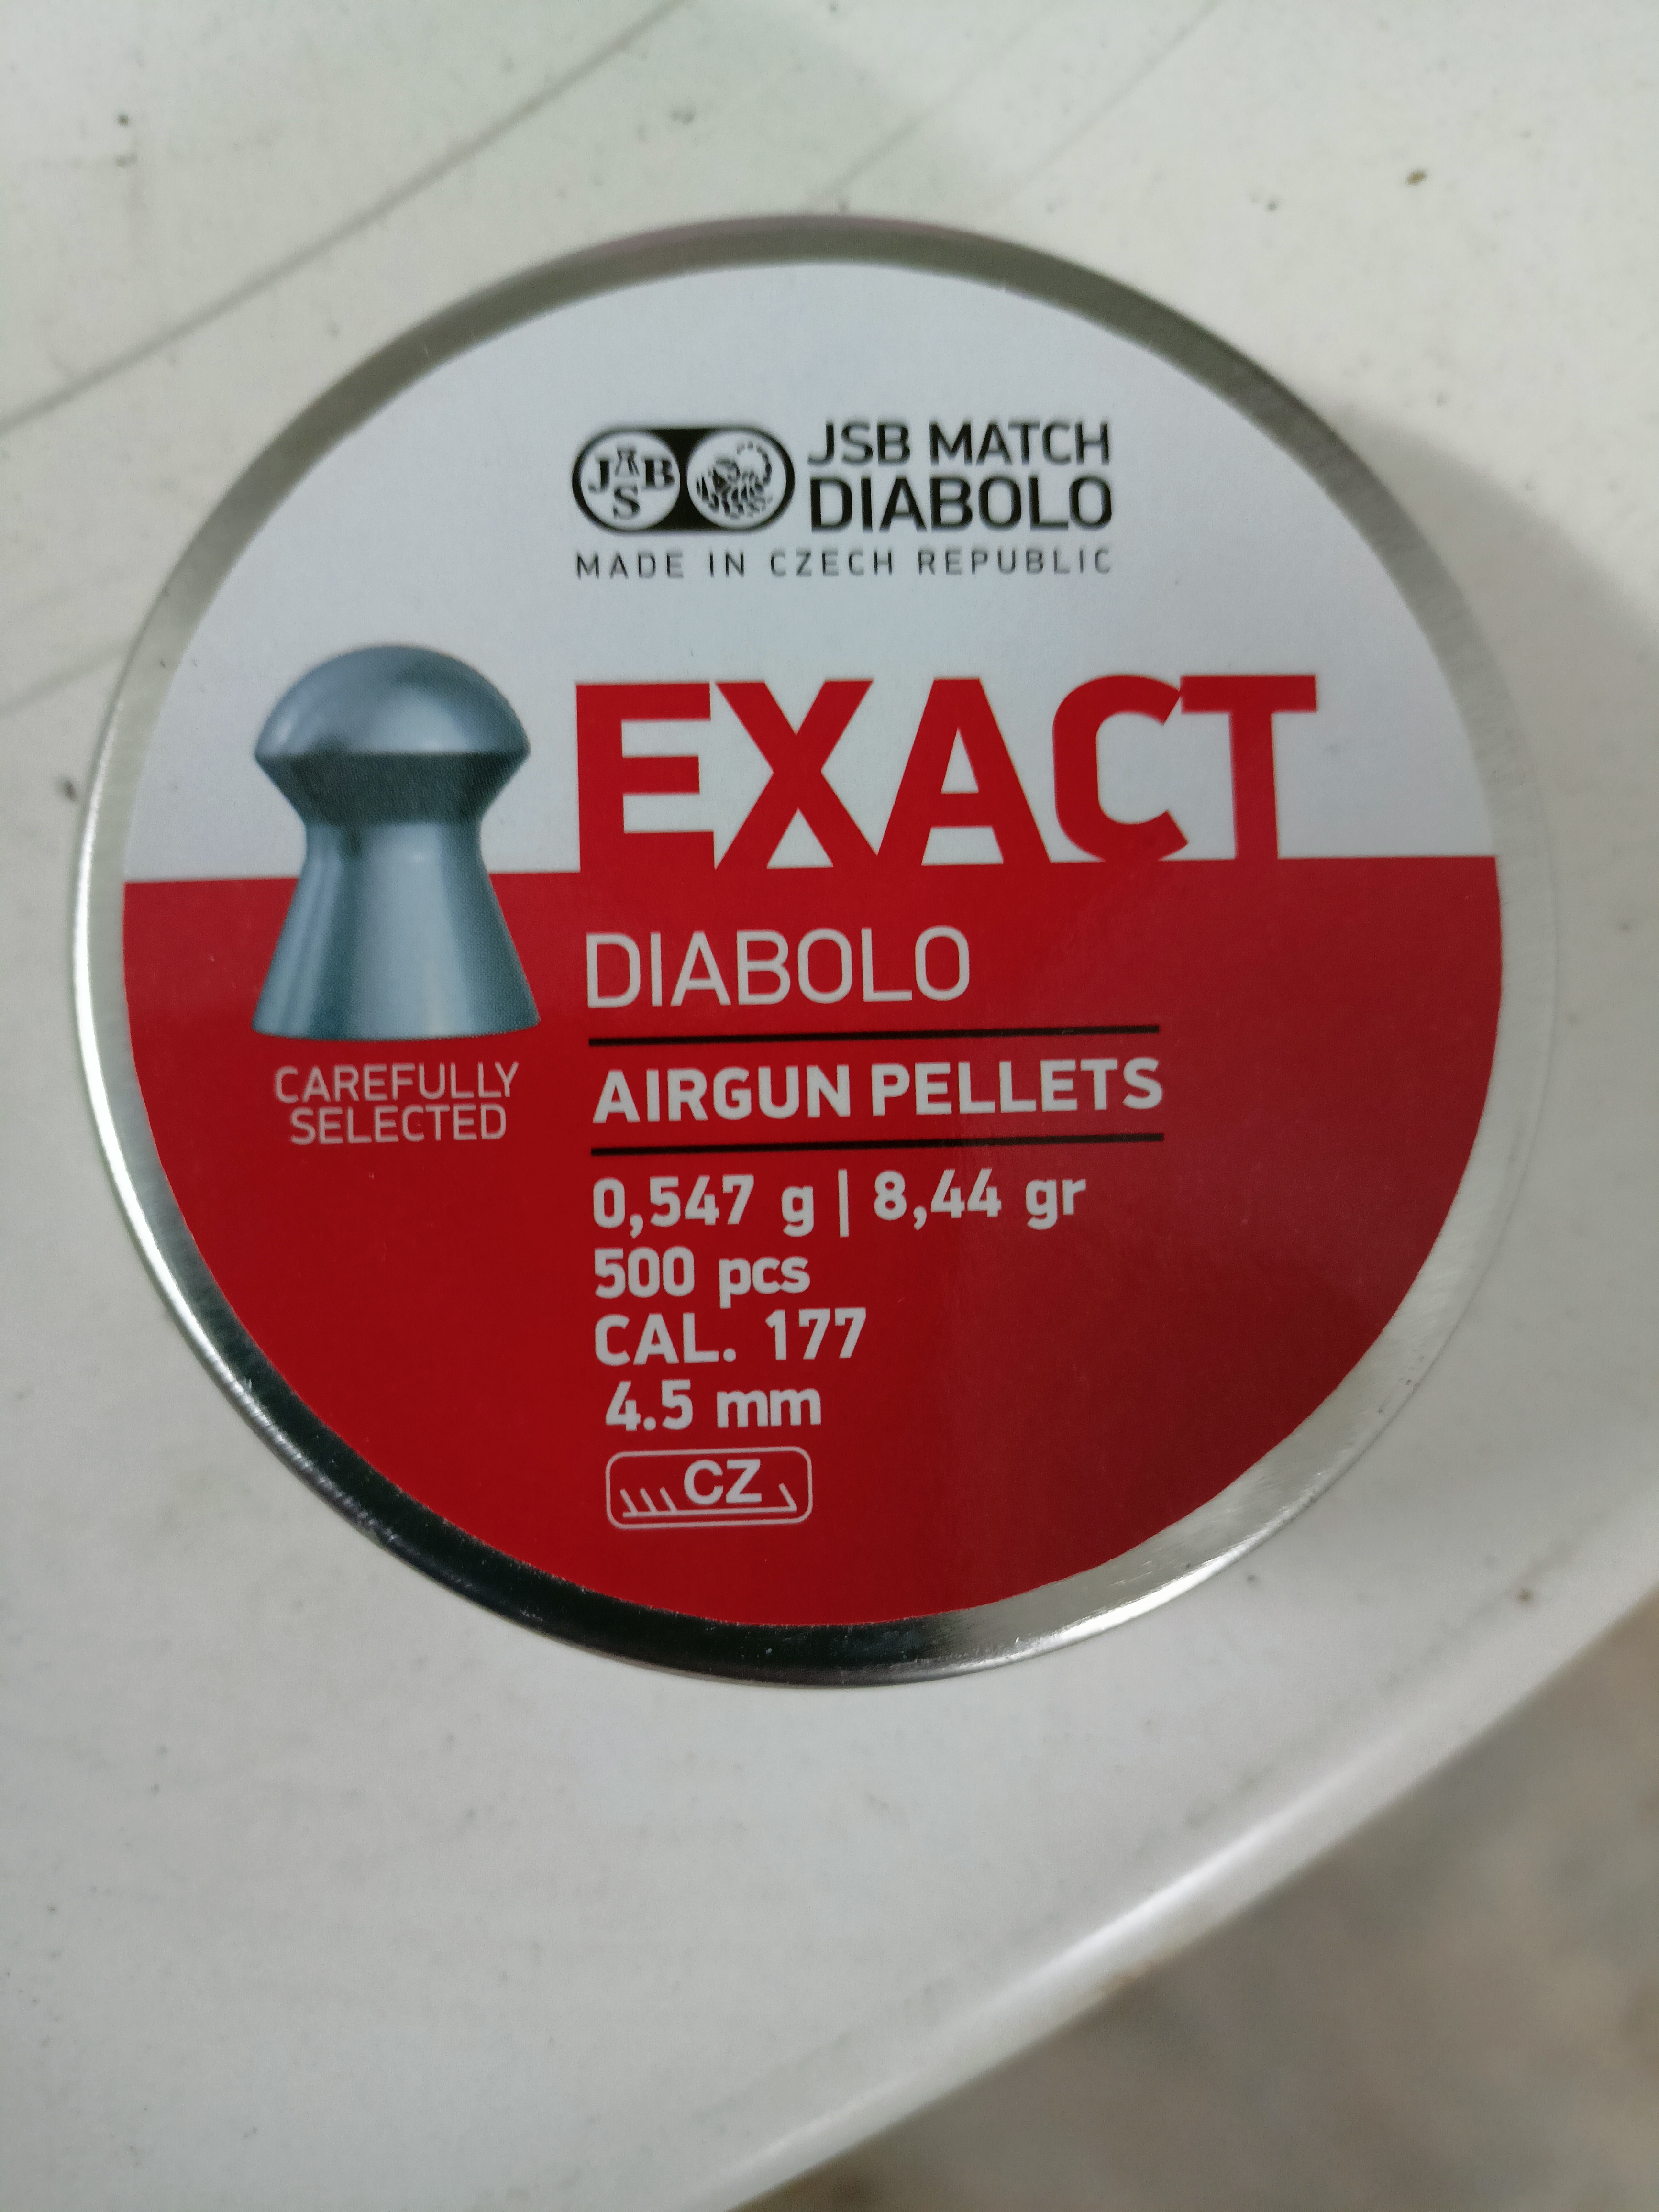 JSB
JSB MATCH
DIABOLO
MADE IN CZECH REPUBLIC
EXACT
DIABOLO
CAREFULLY
SELECTED
AIRGUN PELLETS
0,547 g | 8,44 gr
500 pcs
CAL. 177
4.5 mm
CZ